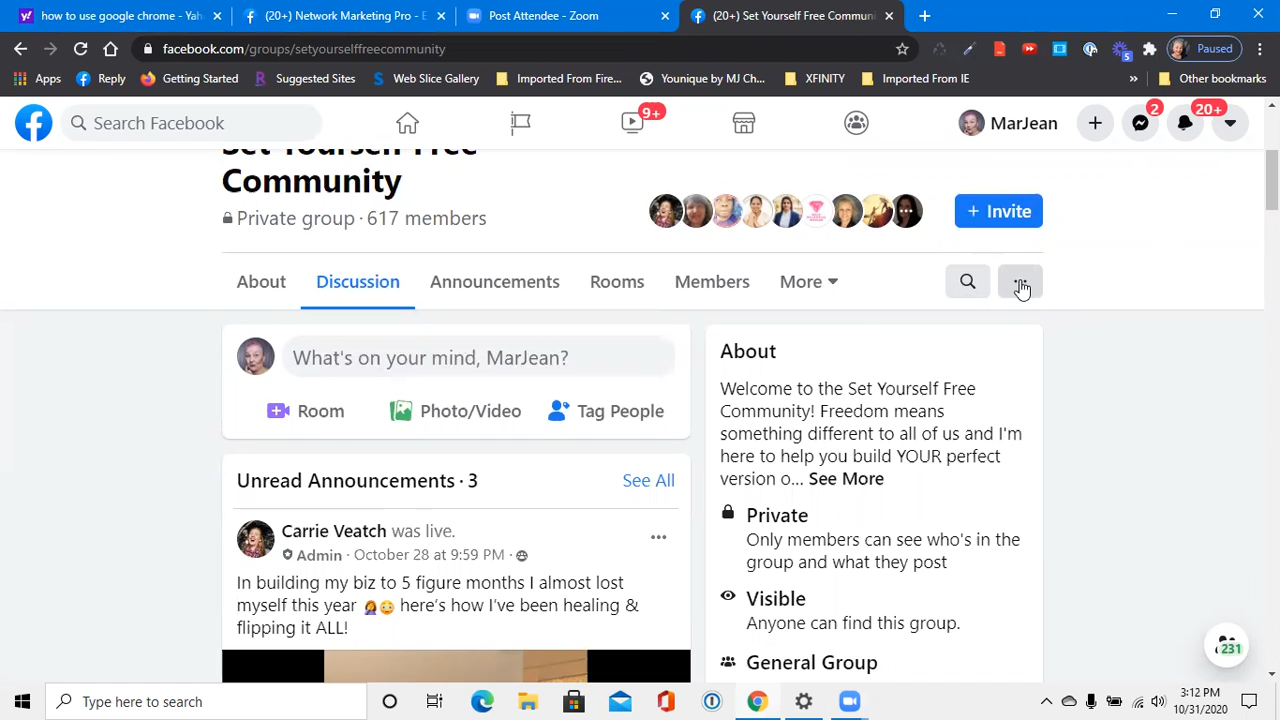 how to use google chrome - Yah
(20+) Network Marketing Pro - E
Post Attendee - Zoom
(20+) Set Yourself Free Commun
facebook.com/groups/setyourselffreecommunity
5
Paused
Apps
Reply
Getting Started
Suggested Sites
Web Slice Gallery
Imported From Fire...
Younique by MJ Ch...
XFINITY
Imported From IE
»
Other bookmarks
Search Facebook
9+
MarJean
2
20+
Set Yourself Free
Community
Private group · 617 members
+ Invite
About
Discussion
Announcements
Rooms
Members
More
What's on your mind, MarJean?
Room
Photo/Video
Tag People
Unread Announcements · 3
See All
Carrie Veatch was live.
Admin · October 28 at 9:59 PM ·
In building my biz to 5 figure months I almost lost
myself this year 🤦‍♀️😳 here's how I've been healing &
flipping it ALL!
About
Welcome to the Set Yourself Free
Community! Freedom means
something different to all of us and I'm
here to help you build YOUR perfect
version o... See More
Private
Only members can see who's in the
group and what they post
Visible
Anyone can find this group.
General Group
231
Type here to search
3:12 PM
10/31/2020